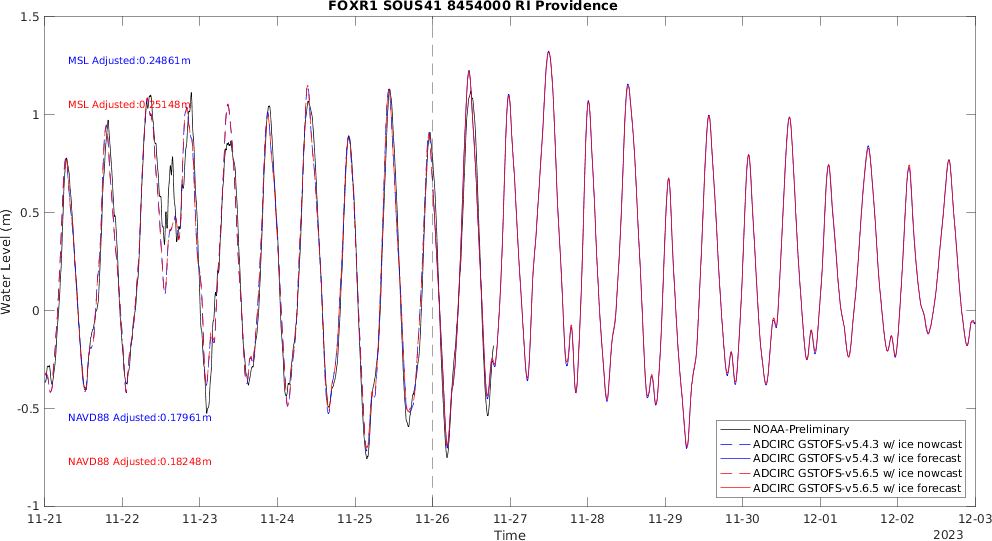 FOXR1 SOUS41 8454000 RI Providence
1.5
MSL Adjusted:0.24861m
MSL Adjusted:0.25148m
1
0.5
Water Level (m)
0
-0.5
NAVD88 Adjusted:0.17961m
NAVD88 Adjusted:0.18248m
-1
NOAA-Preliminary
ADCIRC GSTOFS-v5.4.3 w/ ice nowcast
ADCIRC GSTOFS-v5.4.3 w/ ice forecast
ADCIRC GSTOFS-v5.6.5 w/ ice nowcast
ADCIRC GSTOFS-v5.6.5 w/ ice forecast
11-21 11-22 11-23 11-24 11-25 11-26 11-27 11-28 11-29 11-30 12-01 12-02 12-03
Time
2023